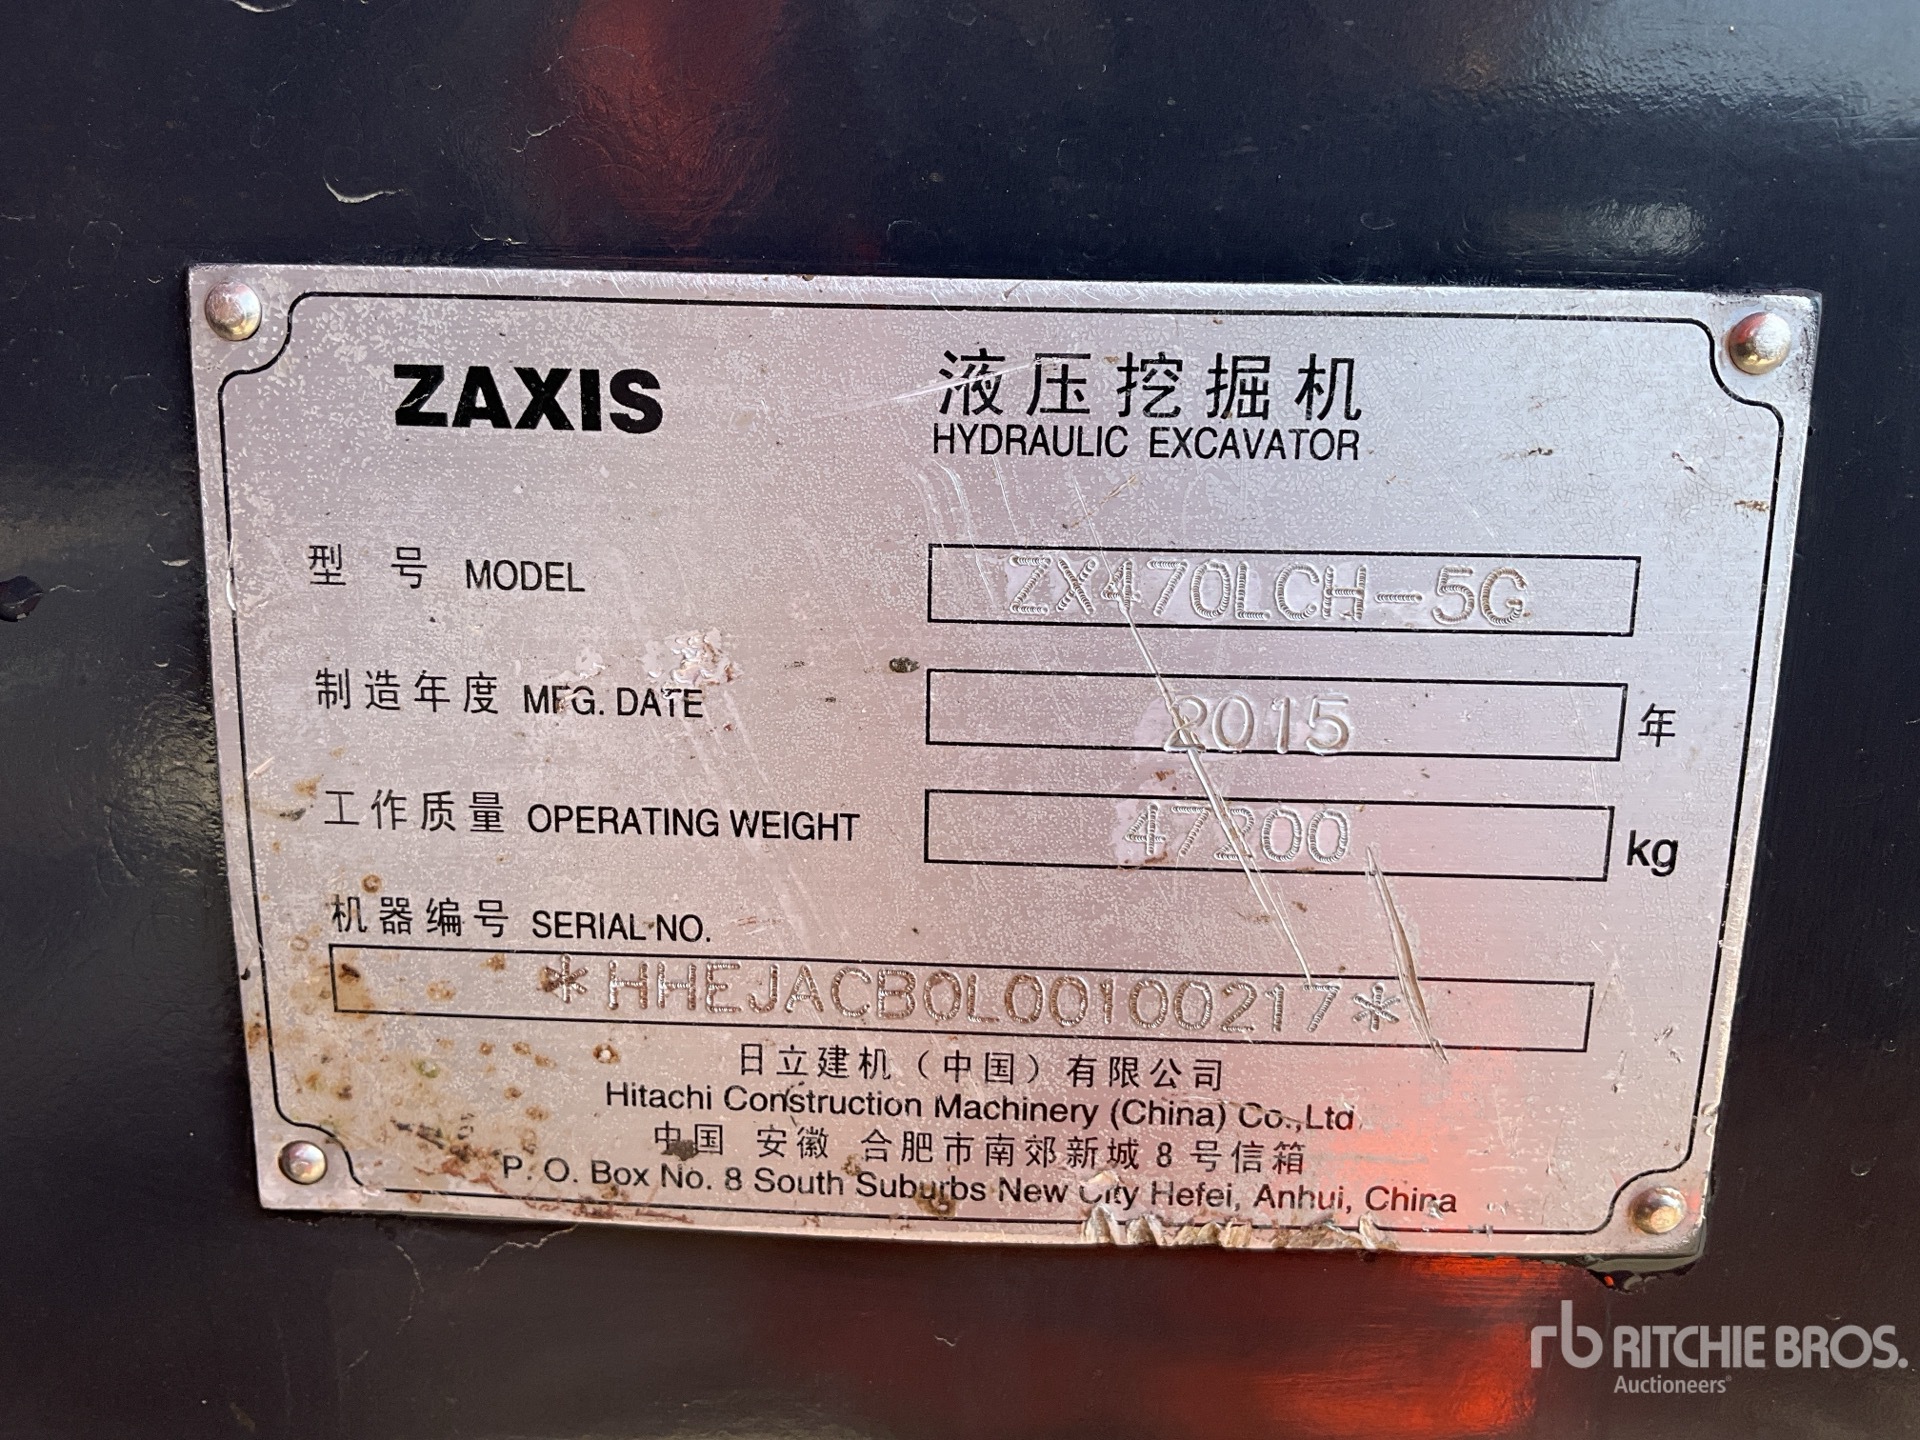 ZAXIS
液压挖掘机
HYDRAULIC EXCAVATOR
型号 MODEL ZX470LCH-5G
制造年度 MFG. DATE 2015 年
工作质量 OPERATING WEIGHT 47200 kg
机器编号 SERIAL NO.
*HHEJACB0L00100217*
日立建机（中国）有限公司
Hitachi Construction Machinery (China) Co.,Ltd.
中国 安徽 合肥市南郊新城8号信箱
P. O. Box No. 8 South Suburbs New City Hefei, Anhui, China
rb RITCHIE BROS.
Auctioneers